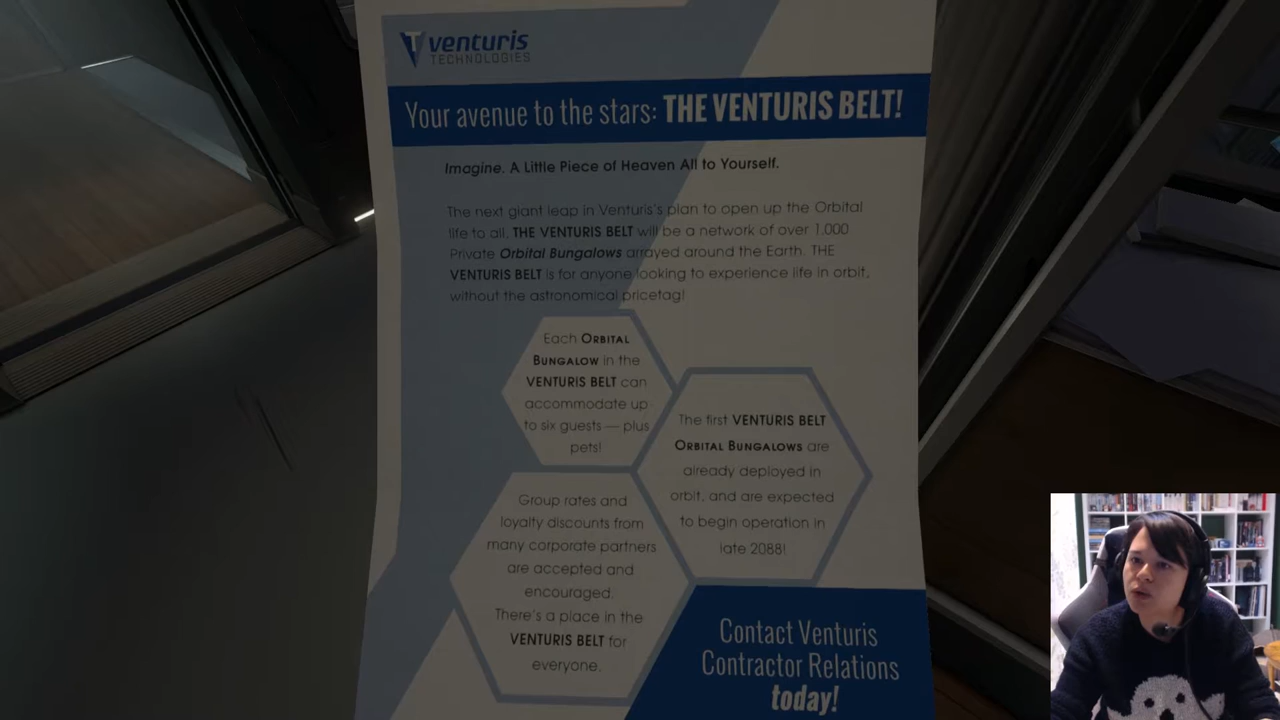 venturis
TECHNOLOGIES
Your avenue to the stars: THE VENTURIS BELT!
Imagine. A Little Piece of Heaven All to Yourself.
The next giant leap in Venturis's plan to open up the Orbital
life to all, THE VENTURIS BELT will be a network of over 1,000
Private Orbital Bungalows arrayed around the Earth. THE
VENTURIS BELT is for anyone looking to experience life in orbit,
without the astronomical pricetag!
Each ORBITAL
BUNGALOW in the
VENTURIS BELT can
accommodate up
to six guests — plus
pets!
The first VENTURIS BELT
ORBITAL BUNGALOWS are
already deployed in
orbit, and are expected
to begin operation in
late 2088!
Group rates and
loyalty discounts from
many corporate partners
are accepted and
encouraged.
There's a place in the
VENTURIS BELT for
everyone.
Contact Venturis
Contractor Relations
today!